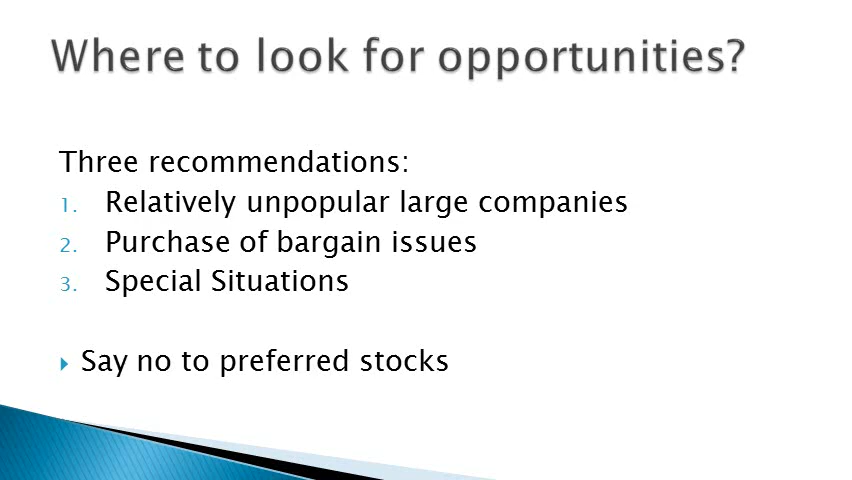 Where to look for opportunities?
Three recommendations:
1. Relatively unpopular large companies
2. Purchase of bargain issues
3. Special Situations
Say no to preferred stocks